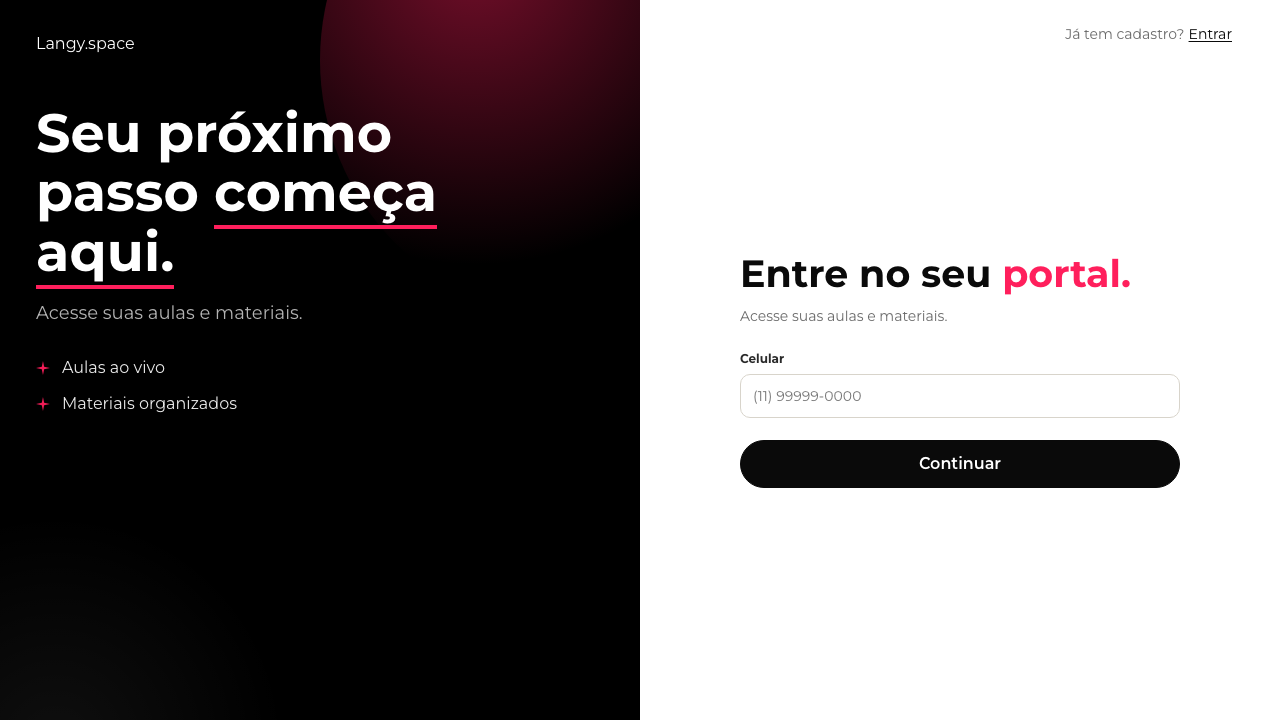 Langy.space
Seu próximo
passo começa
aqui.
Acesse suas aulas e materiais.
Aulas ao vivo
Materiais organizados
Já tem cadastro? Entrar
Entre no seu portal.
Acesse suas aulas e materiais.
Celular
(11) 99999-0000
Continuar